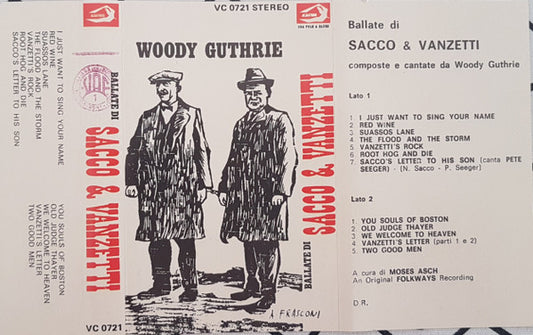 I JUST WANT TO SING YOUR NAME
RED WINE
SUASSOS LANE
THE FLOOD AND THE STORM
VANZETTI'S ROCK
ROOT HOG AND DIE
SACCO'S LETTER TO HIS SON
YOU SOULS OF BOSTON
OLD JUDGE THAYER
WE WELCOME TO HEAVEN
VANZETTI'S LETTER
TWO GOOD MEN
BALLATE DI
SACCO & VANZETTI
VC 0721
VC 0721 STEREO
WOODY GUTHRIE
BALLATE DI
SACCO & VANZETTI
A. FRASCONI
Ballate di
SACCO & VANZETTI
composte e cantate da Woody Guthrie
Lato 1
1 I JUST WANT TO SING YOUR NAME
2 RED WINE
3 SUASSOS LANE
4 THE FLOOD AND THE STORM
5 VANZETTI'S ROCK
6 ROOT HOG AND DIE
7. SACCO'S LETTER TO HIS SON (canta PETE
SEEGER) - (N. Sacco - P. Seeger)
Lato 2
1. YOU SOULS OF BOSTON
2. OLD JUDGE THAYER
3. WE WELCOME TO HEAVEN
4. VANZETTI'S LETTER (parti 1 e 2)
5. TWO GOOD MEN
A cura di MOSES ASCH
An Original FOLKWAYS Recording
D.R.